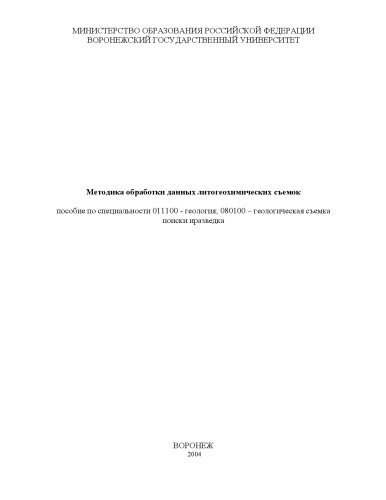 МИНИСТЕРСТВО ОБРАЗОВАНИЯ РОССИЙСКОЙ ФЕДЕРАЦИИ
ВОРОНЕЖСКИЙ ГОСУДАРСТВЕННЫЙ УНИВЕРСИТЕТ
Методика обработки данных литогеохимических съемок
пособие по специальности 011100 - геология, 080100 – геологическая съемка
поиски иразведка
ВОРОНЕЖ
2004